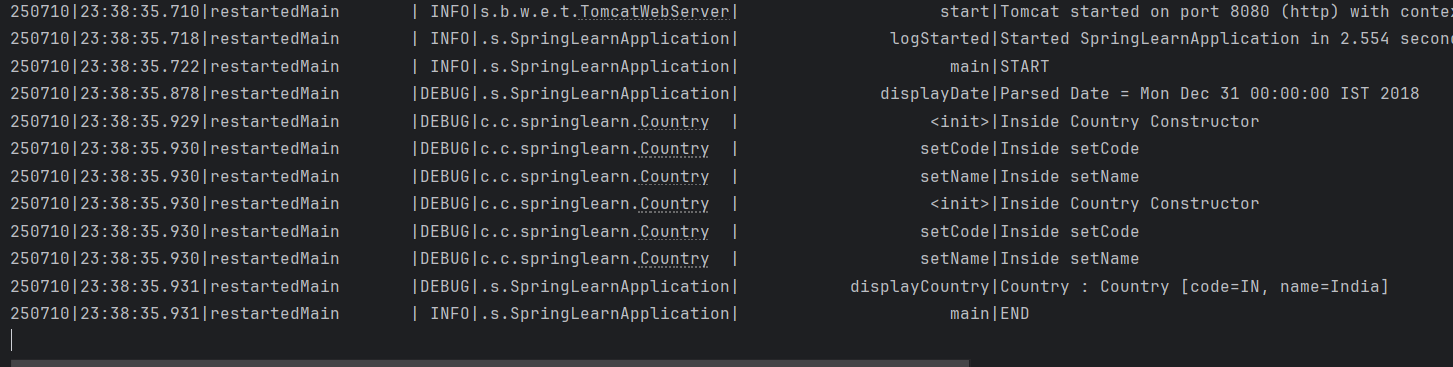 250710|23:38:35.710|restartedMain       | INFO|s.b.w.e.t.TomcatWebServer|                    start|Tomcat started on port 8080 (http) with
250710|23:38:35.718|restartedMain       | INFO|.s.SpringLearnApplication|               logStarted|Started SpringLearnApplication in 2.554
250710|23:38:35.722|restartedMain       | INFO|.s.SpringLearnApplication|                     main|START
250710|23:38:35.878|restartedMain       |DEBUG|.s.SpringLearnApplication|              displayDate|Parsed Date = Mon Dec 31 00:00:00 IST 2018
250710|23:38:35.929|restartedMain       |DEBUG|c.c.springlearn.Country  |                   <init>|Inside Country Constructor
250710|23:38:35.930|restartedMain       |DEBUG|c.c.springlearn.Country  |                  setCode|Inside setCode
250710|23:38:35.930|restartedMain       |DEBUG|c.c.springlearn.Country  |                  setName|Inside setName
250710|23:38:35.930|restartedMain       |DEBUG|c.c.springlearn.Country  |                   <init>|Inside Country Constructor
250710|23:38:35.930|restartedMain       |DEBUG|c.c.springlearn.Country  |                  setCode|Inside setCode
250710|23:38:35.930|restartedMain       |DEBUG|c.c.springlearn.Country  |                  setName|Inside setName
250710|23:38:35.931|restartedMain       |DEBUG|.s.SpringLearnApplication|           displayCountry|Country : Country [code=IN, name=India]
250710|23:38:35.931|restartedMain       | INFO|.s.SpringLearnApplication|                     main|END